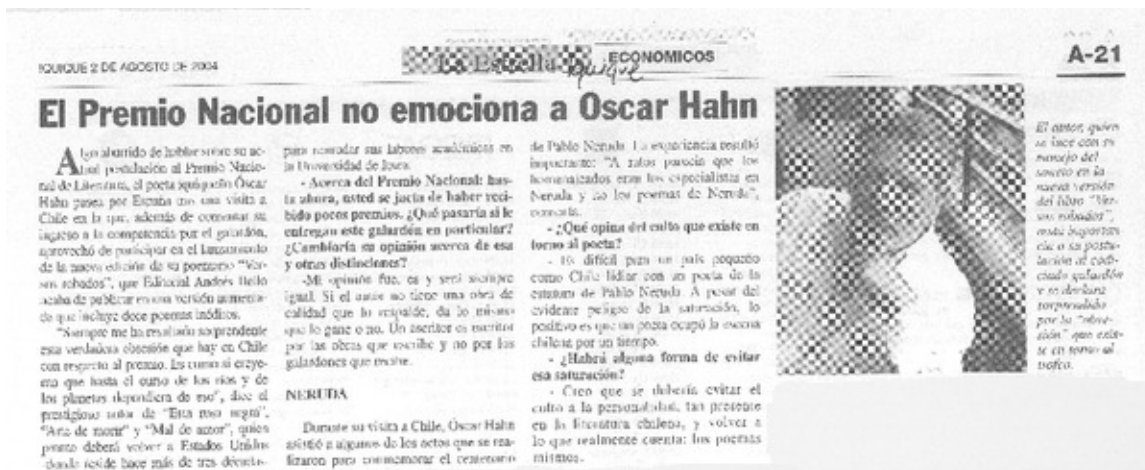 IQUIQUE 2 DE AGOSTO DE 2004
La Estrella Iquique
ECONOMICOS
A-21
El Premio Nacional no emociona a Oscar Hahn
Algo aburrido de hablar sobre su ac-
tual postulación al Premio Nacio-
nal de Literatura, el poeta iquiqueño Óscar
Hahn pasea por España tras una visita a
Chile en la que, además de comentar su
ingreso a la competencia por el galardón,
aprovechó de participar en el lanzamiento
de la nueva edición de su poemario "Ver-
sos robados", que Editorial Andrés Bello
acaba de publicar en una versión aumenta-
da que incluye doce poemas inéditos.
"Siempre me ha resultado sorprendente
esta verdadera obsesión que hay en Chile
con respecto al premio. Es como si creye-
ra que hasta el curso de los ríos y de
los planetas dependiera de eso", dice el
prestigioso autor de "Esta rosa negra",
"Arte de morir" y "Mal de amor", quien
pronto deberá volver a Estados Unidos
donde reside hace más de tres décadas-
para reanudar sus labores académicas en
la Universidad de Iowa.
- Acerca del Premio Nacional: has-
ta ahora, usted se jacta de haber reci-
bido pocos premios. ¿Qué pasaría si le
entregan este galardón en particular?
¿Cambiaría su opinión acerca de esa
y otras distinciones?
-Mi opinión fue, es y será siempre
igual. Si el autor no tiene una obra de
calidad que lo respalde, da lo mismo
que lo gane o no. Un escritor es escritor
por las obras que escribe y no por los
galardones que recibe.
NERUDA
Durante su visita a Chile, Óscar Hahn
asistió a algunos de los actos que se rea-
lizaron para conmemorar el centenario
de Pablo Neruda. La experiencia resultó
impactante: "A ratos parecía que los
homenajeados eran los especialistas en
Neruda y no los poemas de Neruda",
- ¿Qué opina del culto que existe en
torno al poeta?
- Es difícil para un país pequeño
como Chile lidiar con un poeta de la
estatura de Pablo Neruda. A pesar del
evidente peligro de la saturación, lo
positivo es que un poeta ocupó la escena
chilena por un tiempo.
- ¿Habrá alguna forma de evitar
esa saturación?
- Creo que se debería evitar el
culto a la personalidad, tan presente
en la literatura chilena, y volver a
lo que realmente cuenta: los poemas
mismos.
El autor, quien
se luce con su
manejo del
soneto en la
nueva versión
del libro "Ver-
sos robados",
resta importan-
cia a su postu-
lación al codi-
ciado galardón
y se declara
sorprendido
por la "obse-
sión" que exis-
te en torno al
trofeo.